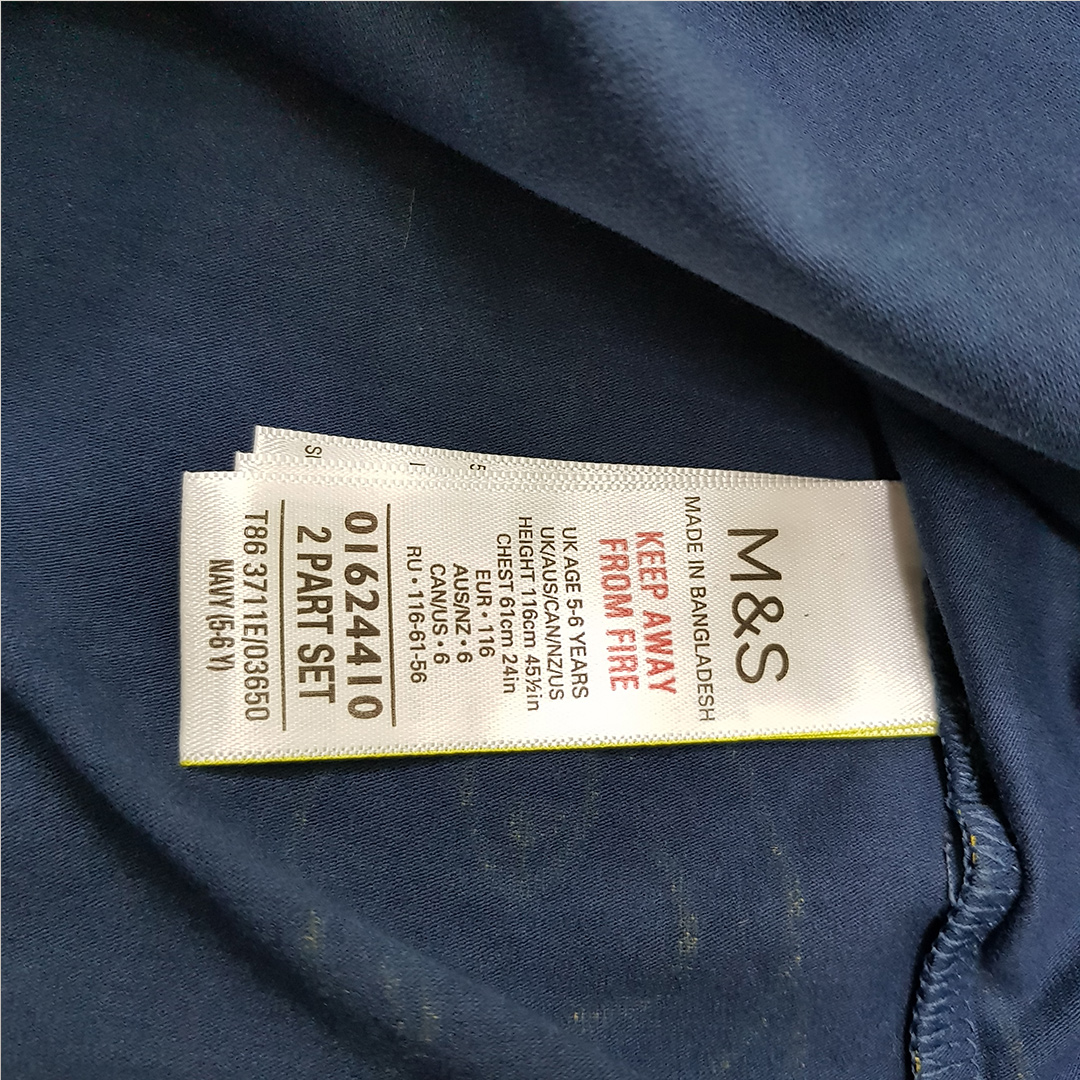 M&S
MADE IN BANGLADESH
KEEP AWAY
FROM FIRE
UK AGE 5-6 YEARS
UK/AUS/CAN/NZ/US
HEIGHT 116cm 45½in
CHEST 61cm 24in
EUR • 116
AUS/NZ • 6
CAN/US • 6
RU • 116-61-56
01624410
2 PART SET
T86 3711E/03650
NAVY(5-6Y)